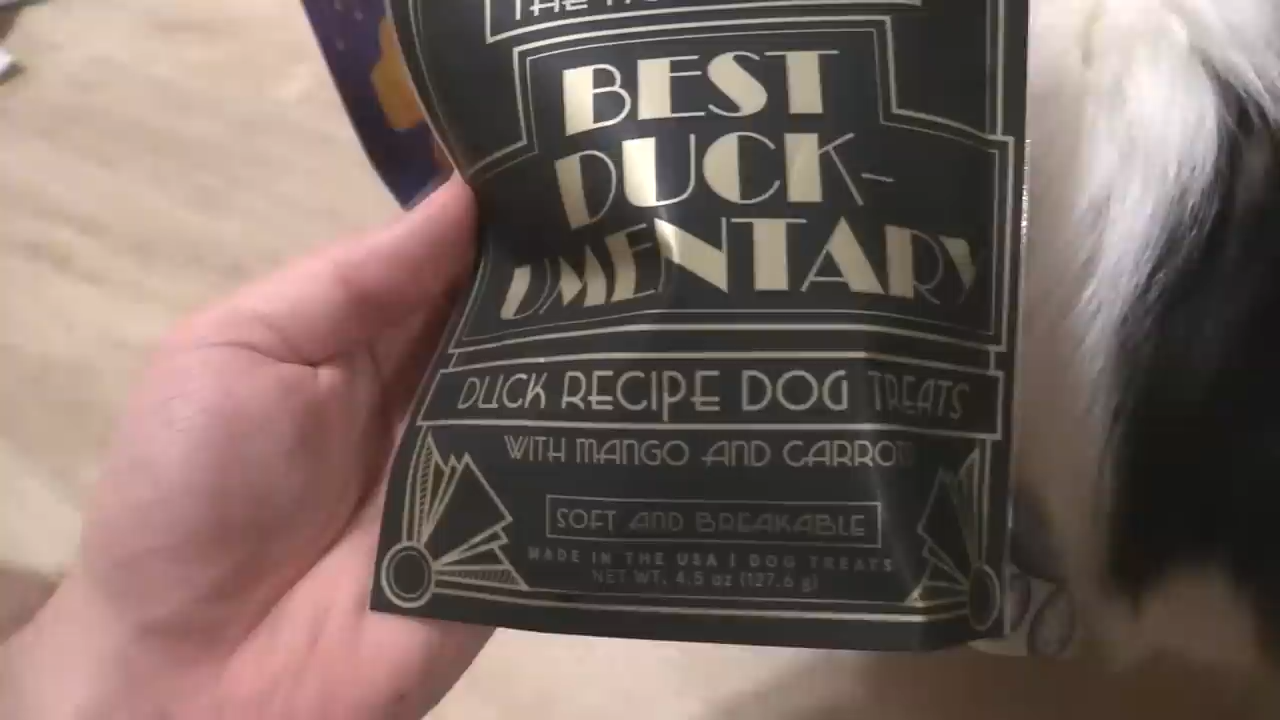 THE
BEST
DUCK-
UMENTARY
DUCK RECIPE DOG TREATS
WITH MANGO AND CARROT
SOFT AND BREAKABLE
MADE IN THE USA | DOG TREATS
NET WT. 4.5 oz (127.6 g)